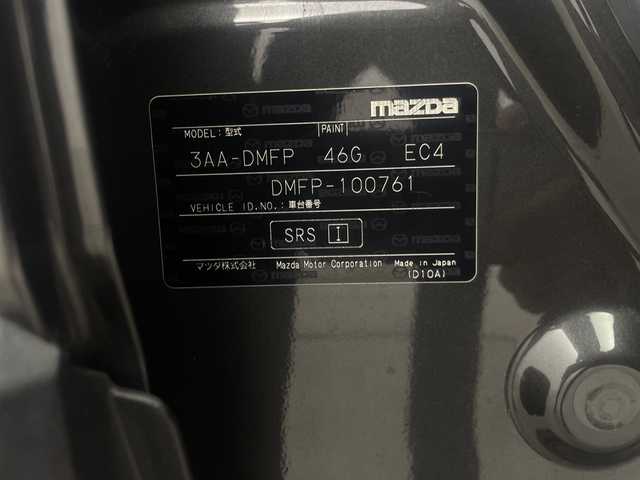 mazda
MODEL: 型式 PAINT
3AA-DMFP 46G EC4
DMFP-100761
VEHICLE ID.NO.: 車台番号
SRS I
マツダ株式会社 Mazda Motor Corporation Made in Japan
(D10A)